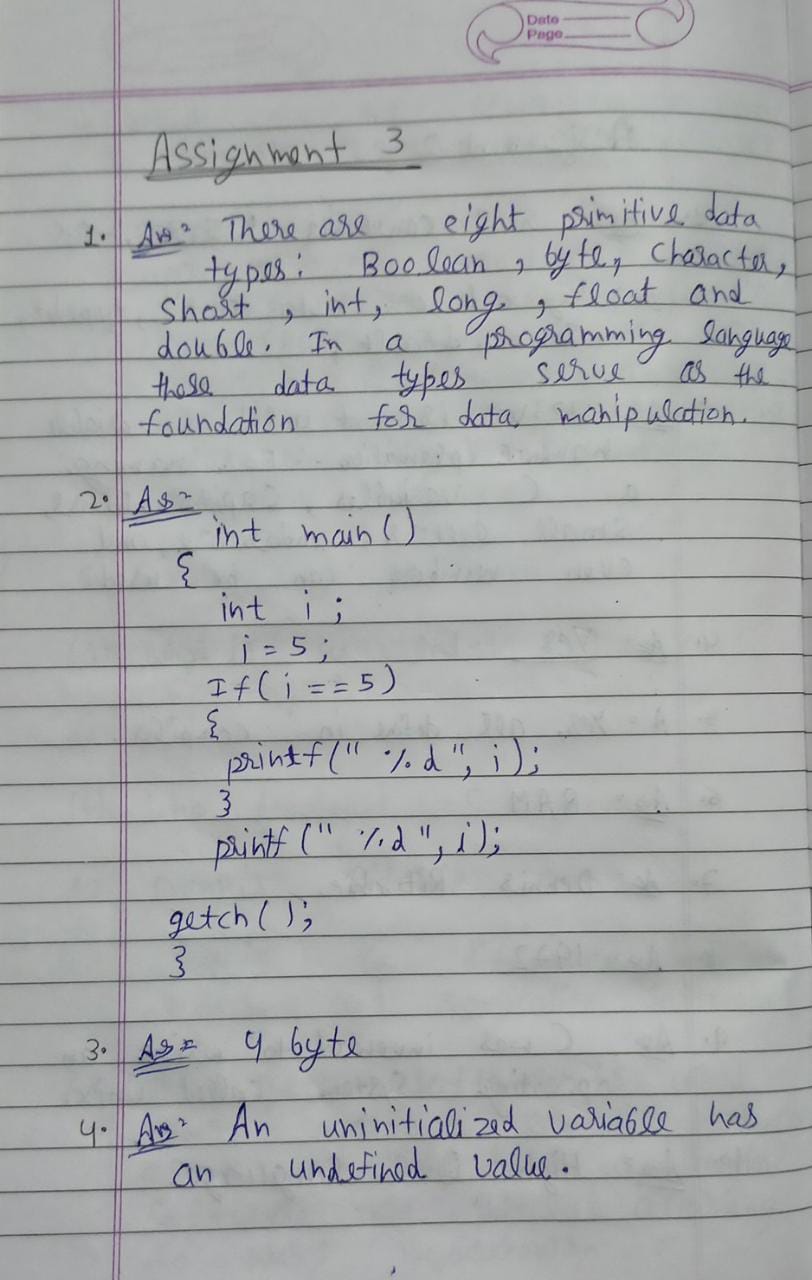 Date
Page
Assignment 3
1. Ans= There are eight primitive data
types: Boolean, byte, character,
short, int, long, float and
double. In a programming language
these data types serve as the
foundation for data manipulation.
2. As=
int main()
{
int i;
i = 5;
If( i == 5)
{
printf(" %d", i);
}
printf (" %d", i);
getch( );
}
3. As= 4 byte
4. Ans= An uninitialized variable has
an undefined value.